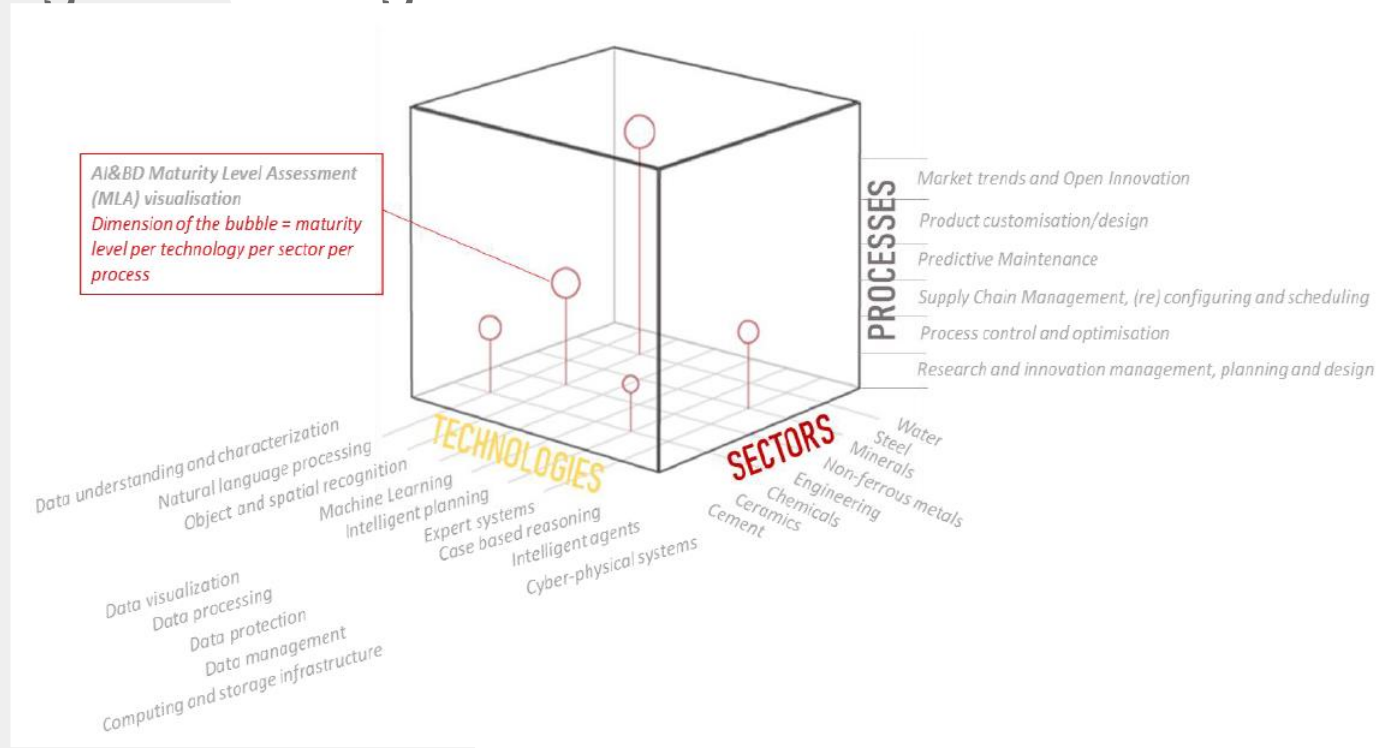 AI&BD Maturity Level Assessment
(MLA) visualisation
Dimension of the bubble = maturity
level per technology per sector per
process
PROCESSES
Market trends and Open Innovation
Product customisation/design
Predictive Maintenance
Supply Chain Management, (re) configuring and scheduling
Process control and optimisation
Research and innovation management, planning and design
TECHNOLOGIES
Data understanding and characterization
Natural language processing
Object and spatial recognition
Machine Learning
Intelligent planning
Expert systems
Case based reasoning
Intelligent agents
Cyber-physical systems
Data visualization
Data processing
Data protection
Data management
Computing and storage infrastructure
SECTORS
Water
Steel
Minerals
Non-ferrous metals
Engineering
Chemicals
Ceramics
Cement